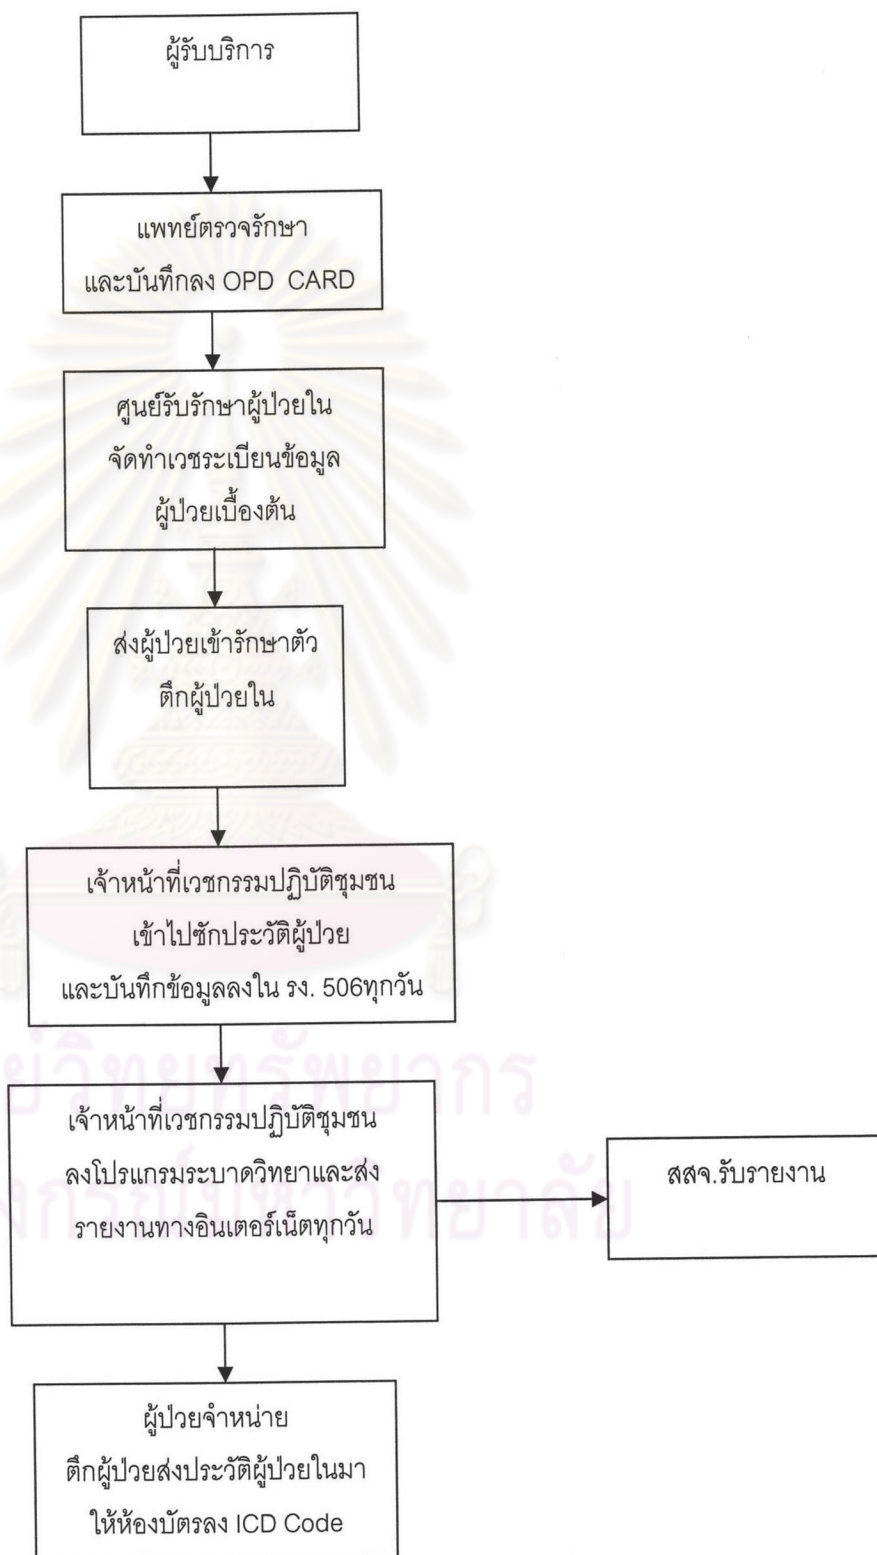 ผู้รับบริการ
แพทย์ตรวจรักษา
และบันทึกลง OPD CARD
ศูนย์รับรักษาผู้ป่วยใน
จัดทำเวชระเบียนข้อมูล
ผู้ป่วยเบื้องต้น
ส่งผู้ป่วยเข้ารักษาตัว
ตึกผู้ป่วยใน
เจ้าหน้าที่เวชกรรมปฏิบัติชุมชน
เข้าไปซักประวัติผู้ป่วย
และบันทึกข้อมูลลงใน รง. 506ทุกวัน
เจ้าหน้าที่เวชกรรมปฏิบัติชุมชน
ลงโปรแกรมระบาดวิทยาและส่ง
รายงานทางอินเตอร์เน็ตทุกวัน
สสจ.รับรายงาน
ผู้ป่วยจำหน่าย
ตึกผู้ป่วยส่งประวัติผู้ป่วยในมา
ให้ห้องบัตรลง ICD Code